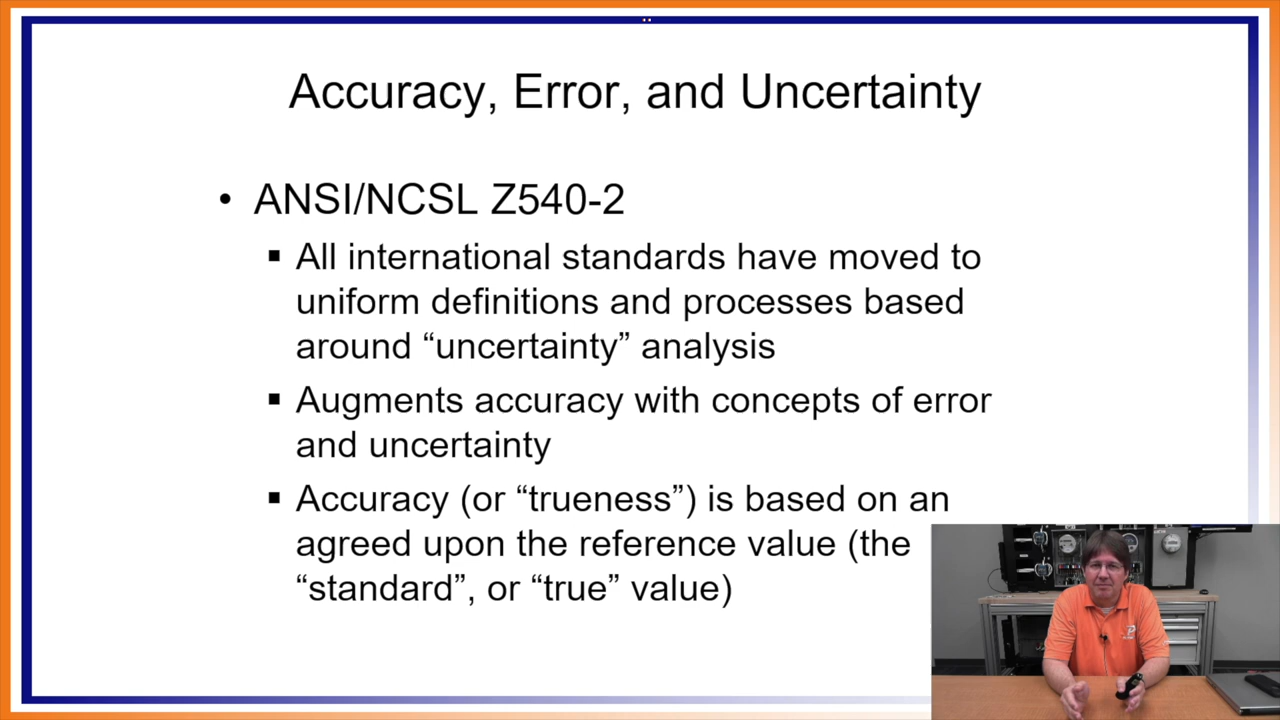 Accuracy, Error, and Uncertainty
• ANSI/NCSL Z540-2
▪ All international standards have moved to
uniform definitions and processes based
around “uncertainty” analysis
▪ Augments accuracy with concepts of error
and uncertainty
▪ Accuracy (or “trueness”) is based on an
agreed upon the reference value (the
“standard”, or “true” value)